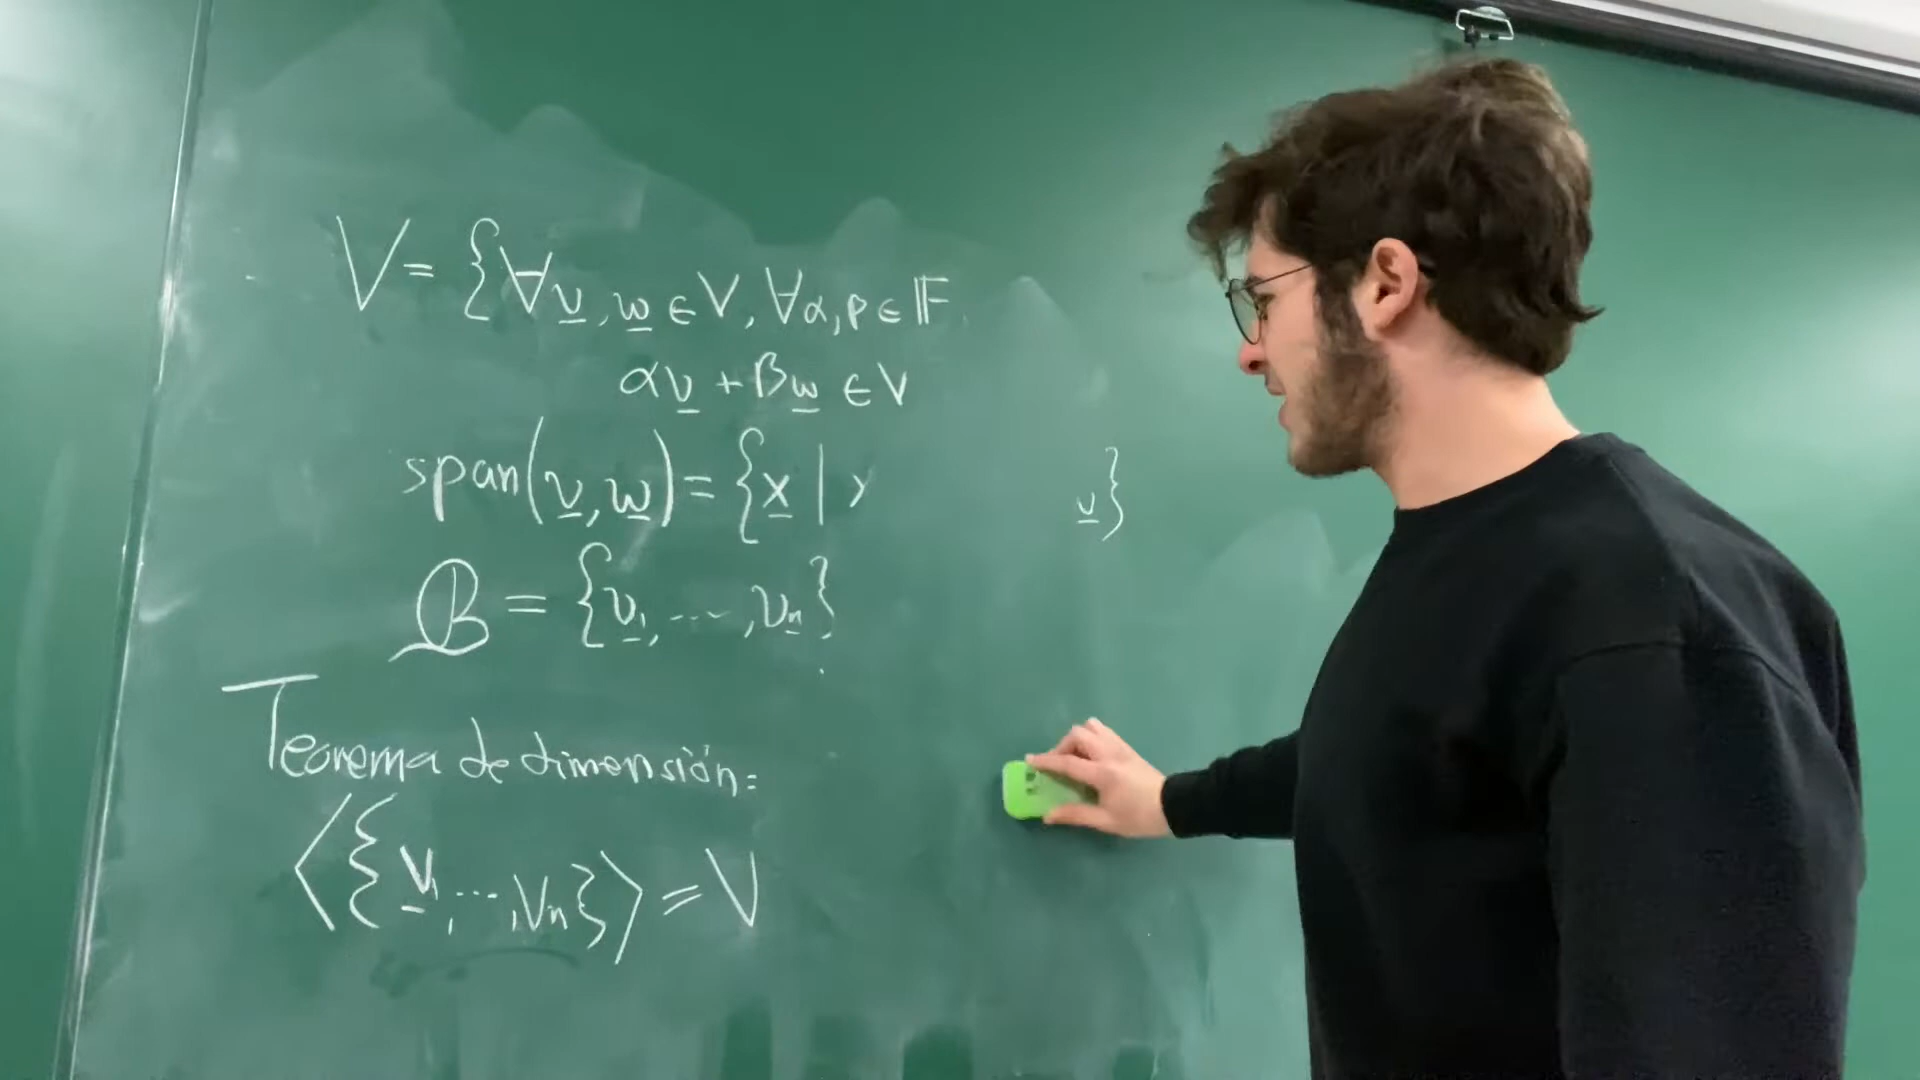 V = {∀v, w ∈ V, ∀α, β ∈ 𝔽
αv + βw ∈ V
span(v, w) = {x | v}
B = {v₁, ..., vₙ}
Teorema de dimensión:
⟨{v₁, ..., vₙ}⟩ = V